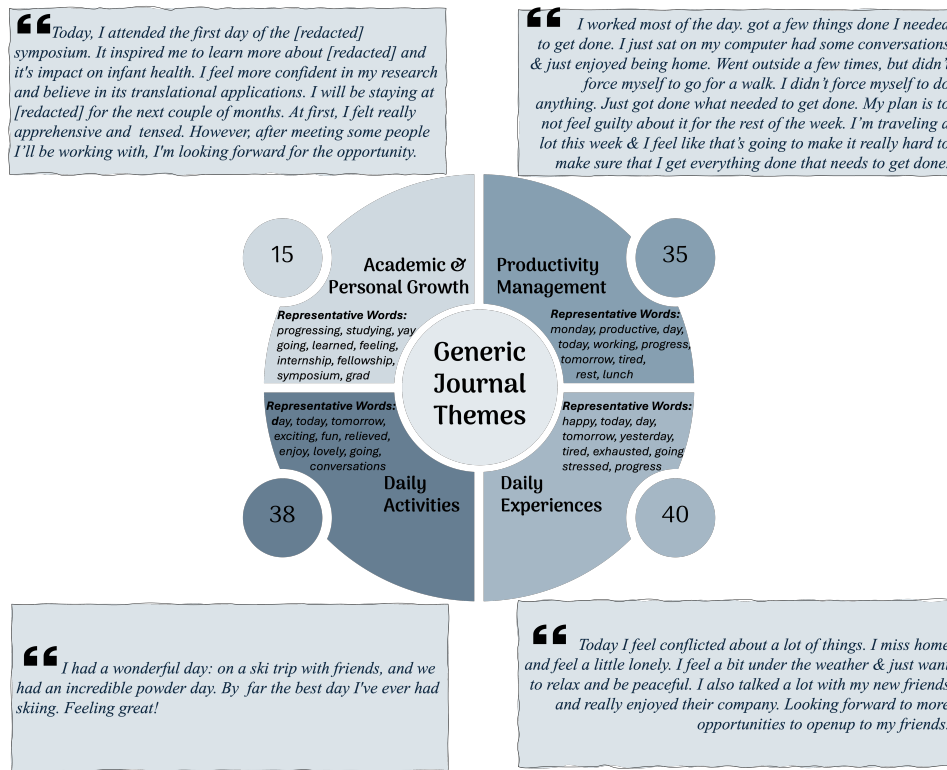 Today, I attended the first day of the [redacted]
symposium. It inspired me to learn more about [redacted] and
it's impact on infant health. I feel more confident in my research
and believe in its translational applications. I will be staying at
[redacted] for the next couple of months. At first, I felt really
apprehensive and tensed. However, after meeting some people
I’ll be working with, I'm looking forward for the opportunity.
I worked most of the day. got a few things done I needed
to get done. I just sat on my computer had some conversations
& just enjoyed being home. Went outside a few times, but didn’t
force myself to go for a walk. I didn’t force myself to do
anything. Just got done what needed to get done. My plan is to
not feel guilty about it for the rest of the week. I’m traveling a
lot this week & I feel like that’s going to make it really hard to
make sure that I get everything done that needs to get done.
15
Academic &
Personal Growth
Representative Words:
progressing, studying, yay
going, learned, feeling,
internship, fellowship,
symposium, grad
35
Productivity
Management
Representative Words:
monday, productive, day,
today, working, progress,
tomorrow, tired,
rest, lunch
Generic
Journal
Themes
Representative Words:
day, today, tomorrow,
exciting, fun, relieved,
enjoy, lovely, going,
conversations
Daily
Activities
38
Representative Words:
happy, today, day,
tomorrow, yesterday,
tired, exhausted, going
stressed, progress
Daily
Experiences
40
I had a wonderful day: on a ski trip with friends, and we
had an incredible powder day. By far the best day I've ever had
skiing. Feeling great!
Today I feel conflicted about a lot of things. I miss home
and feel a little lonely. I feel a bit under the weather & just want
to relax and be peaceful. I also talked a lot with my new friends
and really enjoyed their company. Looking forward to more
opportunities to openup to my friends.